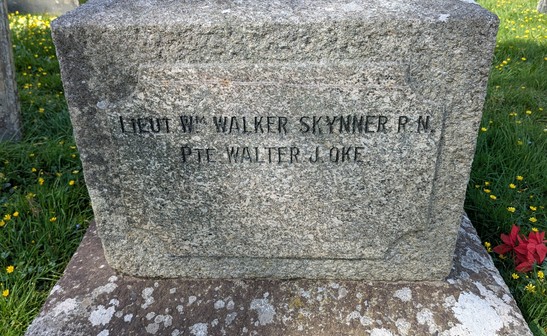 LIEUT Wᴹ WALKER SKYNNER R.N.
PTE WALTER J. OKE.